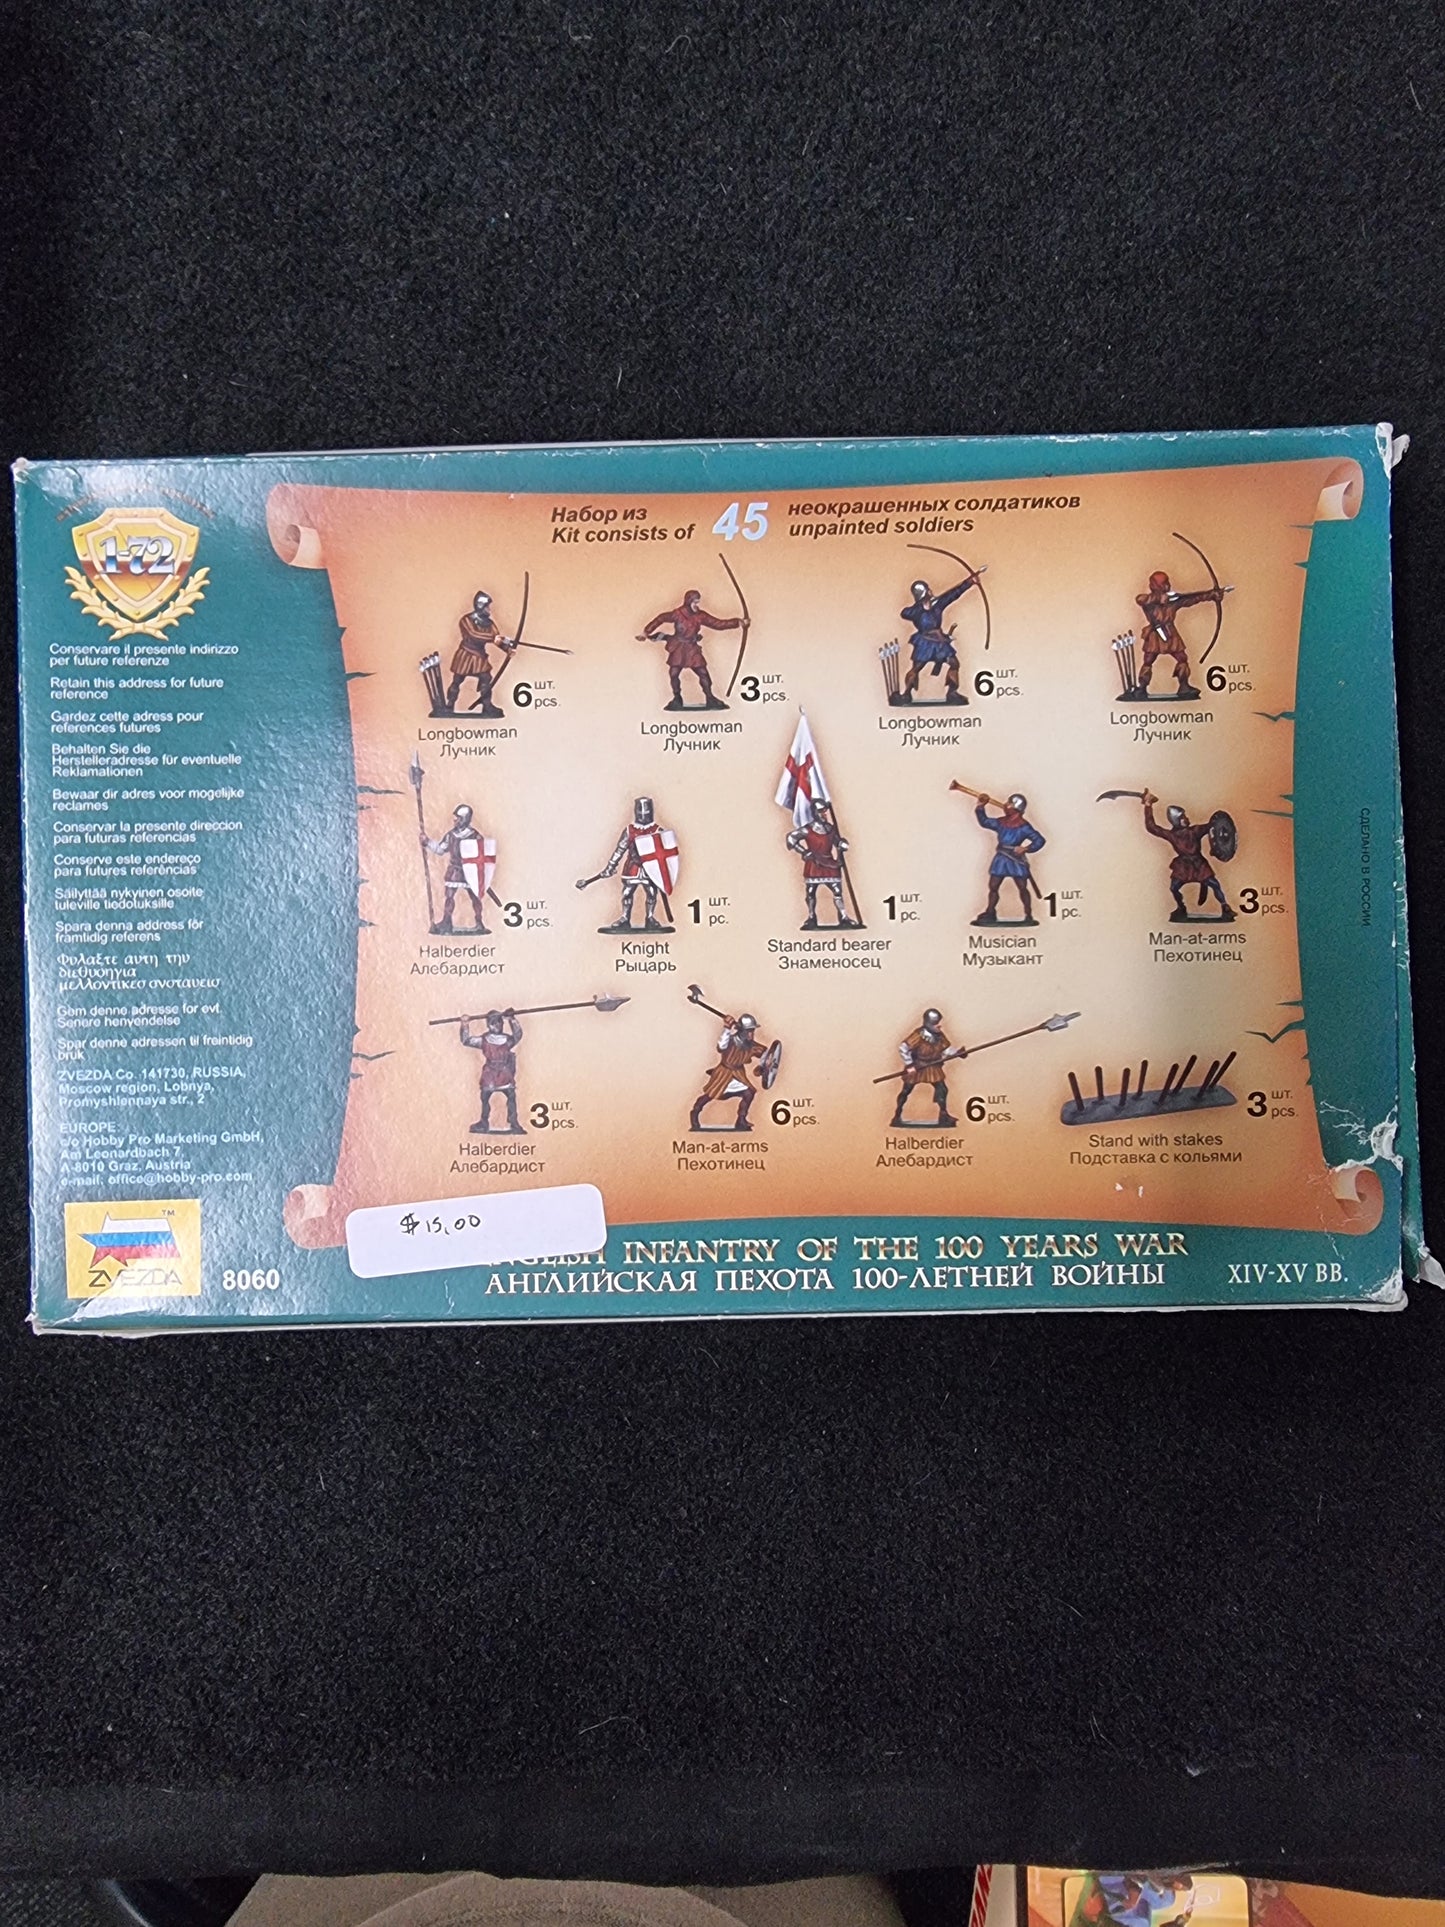 1-72
Conservare il presente indirizzo
per future referenze
Retain this address for future
reference
Gardez cette adress pour
references futures
Behalten Sie die
Herstelleradresse für eventuelle
Reklamationen
Bewaar dir adres voor mogelijke
reclames
Conservar la presente direccion
para futuras referencias
Conserve este endereço
para futures referências
Säilyttää nykyinen osoite
tuleville tiedotuksille
Spara denna address för
framtidig referens
Φυλαξτε αυτη την
διεθυσηγια
μελλοντικεσ αναταυεισ
Gem denne adresse for evt.
Senere henvendelse
Spar denne adressen til freintidig
bruk
ZVEZDA Co. 141730, RUSSIA,
Moscow region, Lobnya,
Promyshlennaya str., 2
EUROPE:
c/o Hobby Pro Marketing GmbH,
Am Leonardbach 7,
A-8010 Graz, Austria
e-mail: office@hobby-pro.com
ZVEZDA
TM
8060
Набор из 45 неокрашенных солдатиков
Kit consists of unpainted soldiers
6 шт.
pcs.
Longbowman
Лучник
3 шт.
pcs.
Longbowman
Лучник
6 шт.
pcs.
Longbowman
Лучник
6 шт.
pcs.
Longbowman
Лучник
3 шт.
pcs.
Halberdier
Алебардист
1 шт.
pc.
Knight
Рыцарь
1 шт.
pc.
Standard bearer
Знаменосец
1 шт.
pc.
Musician
Музыкант
3 шт.
pcs.
Man-at-arms
Пехотинец
3 шт.
pcs.
Halberdier
Алебардист
6 шт.
pcs.
Man-at-arms
Пехотинец
6 шт.
pcs.
Halberdier
Алебардист
3 шт.
pcs.
Stand with stakes
Подставка с кольями
$15.00
NGLISH INFANTRY OF THE 100 YEARS WAR
АНГЛИЙСКАЯ ПЕХОТА 100-ЛЕТНЕЙ ВОЙНЫ
XIV-XV ВВ.
СДЕЛАНО В РОССИИ